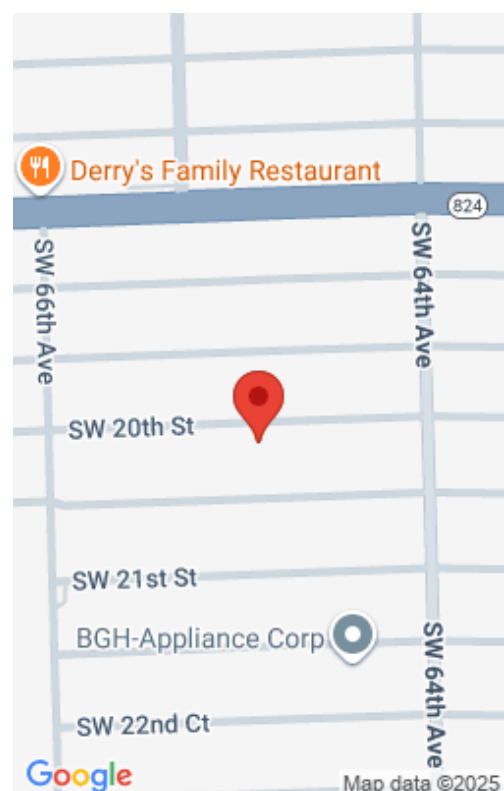 Derry's Family Restaurant
824
SW 66th Ave
SW 64th Ave
SW 20th St
SW 21st St
BGH-Appliance Corp
SW 64th Ave
SW 22nd Ct
Google
Map data ©2025